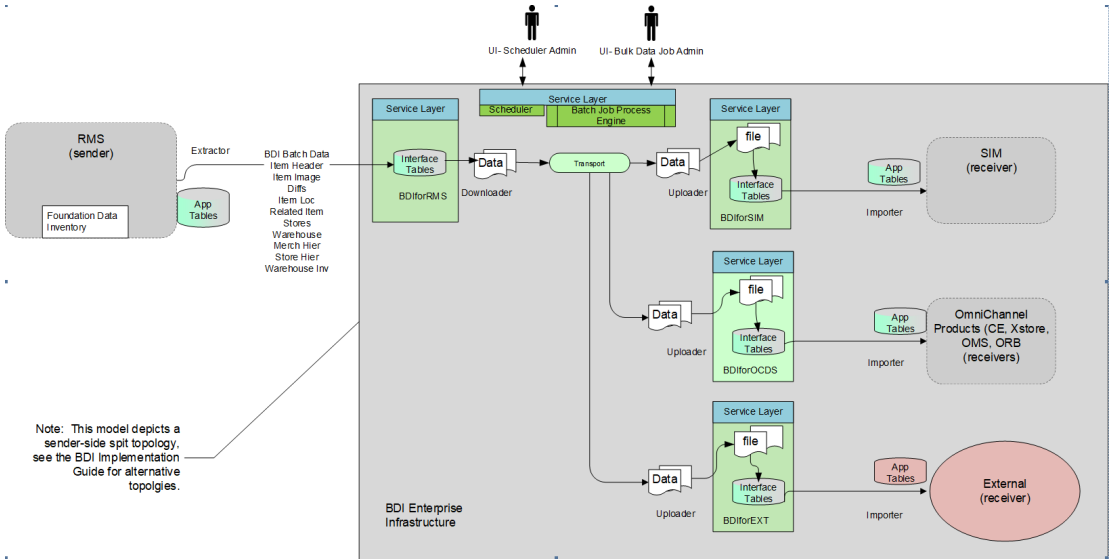 UI- Scheduler Admin
UI- Bulk Data Job Admin
Service Layer
Scheduler
Batch Job Process
Engine
RMS
(sender)
Foundation Data
Inventory
Extractor
App
Tables
BDI Batch Data
Item Header
Item Image
Diffs
Item Loc
Related Item
Stores
Warehouse
Merch Hier
Store Hier
Warehouse Inv
Service Layer
Interface
Tables
BDIforRMS
Data
Downloader
Transport
Data
Uploader
Service Layer
file
Interface
Tables
BDIforSIM
App
Tables
Importer
SIM
(receiver)
Data
Uploader
Service Layer
file
Interface
Tables
BDIforOCDS
App
Tables
Importer
OmniChannel
Products (CE, Xstore,
OMS, ORB
(receivers)
Data
Uploader
Service Layer
file
Interface
Tables
BDIforEXT
App
Tables
Importer
External
(receiver)
Note:  This model depicts a
sender-side spit topology,
see the BDI Implementation
Guide for alternative
topolgies.
BDI Enterprise
Infrastructure